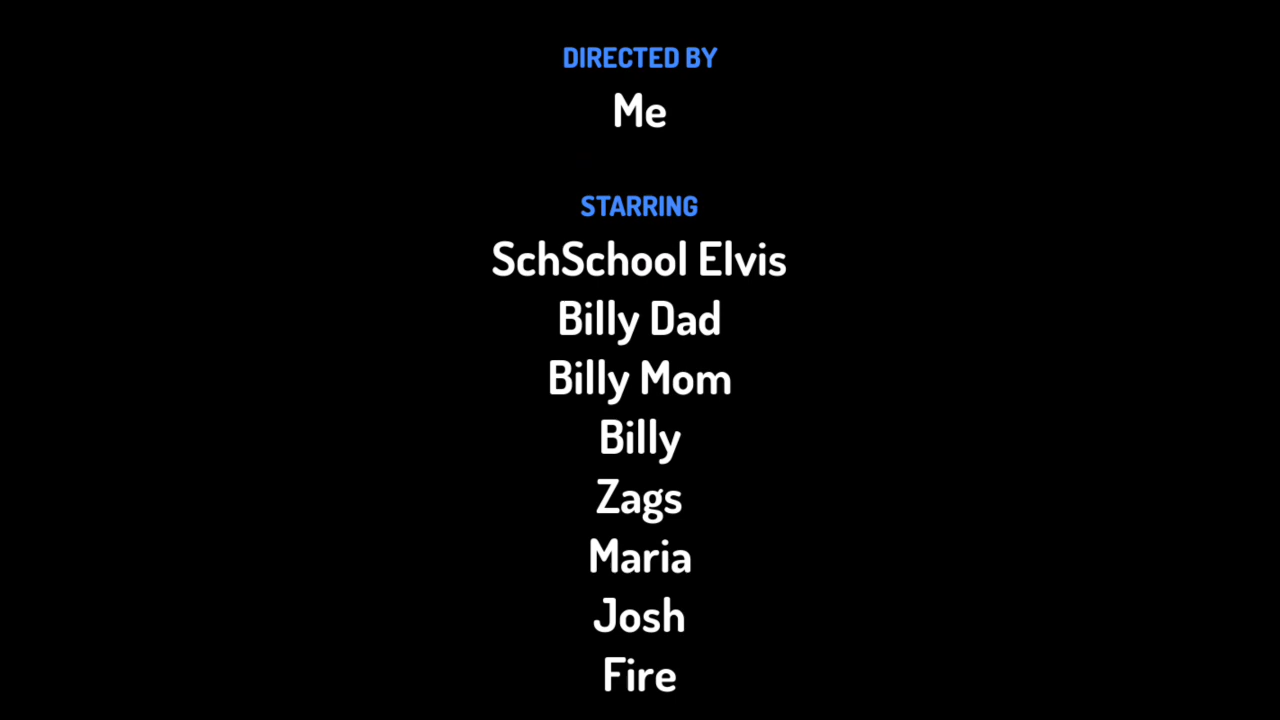 DIRECTED BY
Me
STARRING
SchSchool Elvis
Billy Dad
Billy Mom
Billy
Zags
Maria
Josh
Fire